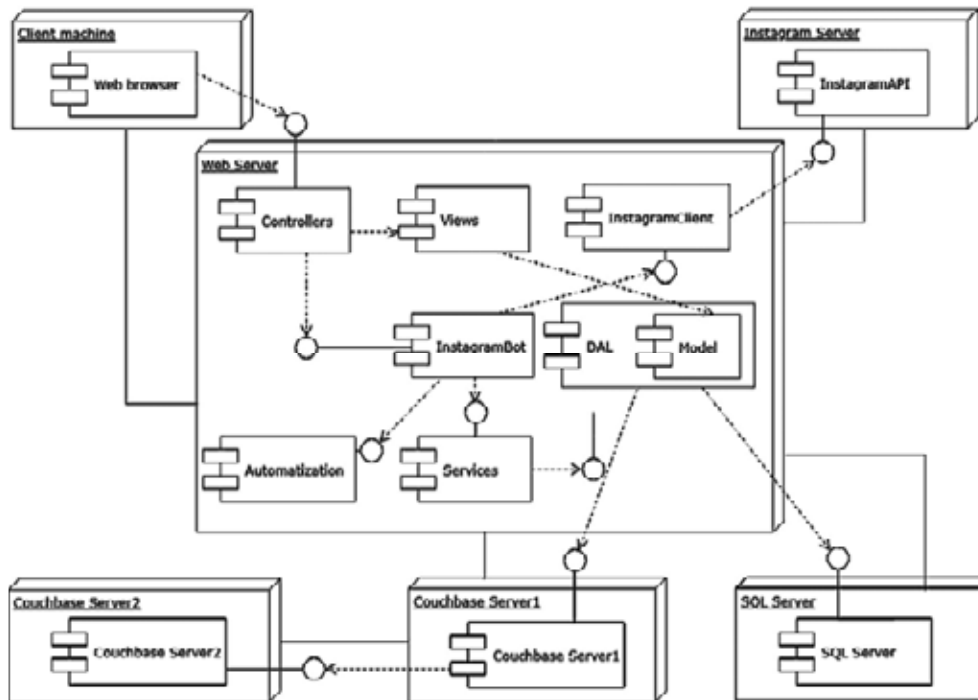 Client machine
Web browser
Instagram Server
InstagramAPI
Web Server
Controllers
Views
InstagramClient
InstagramBot
DAL
Model
Automatization
Services
Couchbase Server2
Couchbase Server2
Couchbase Server1
Couchbase Server1
SQL Server
SQL Server